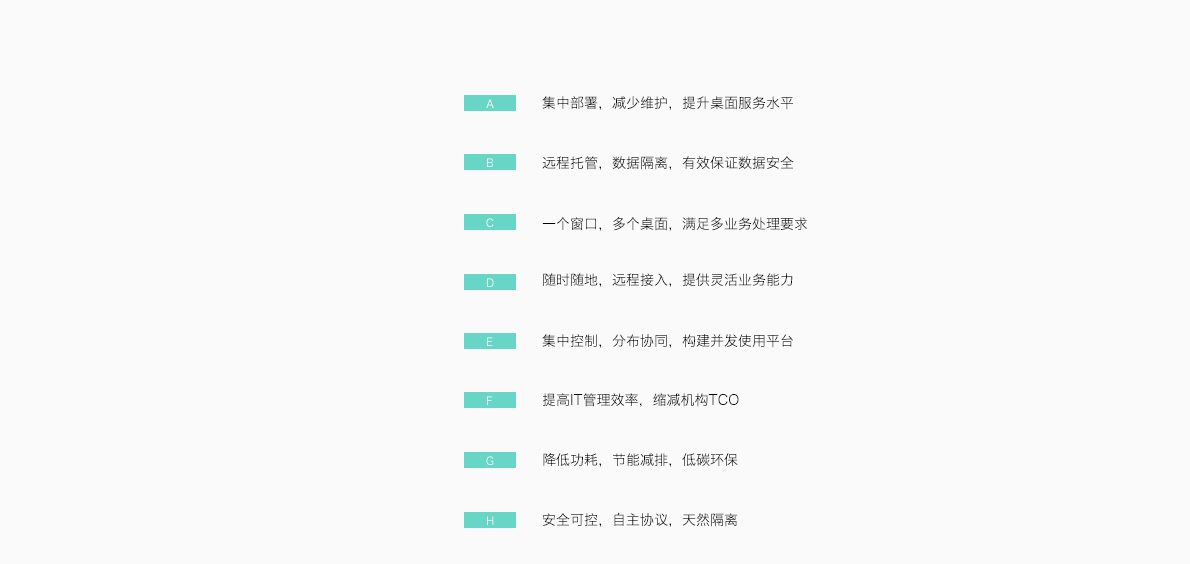 A 集中部署，减少维护，提升桌面服务水平
B 远程托管，数据隔离，有效保证数据安全
C 一个窗口，多个桌面，满足多业务处理要求
D 随时随地，远程接入，提供灵活业务能力
E 集中控制，分布协同，构建并发使用平台
F 提高IT管理效率，缩减机构TCO
G 降低功耗，节能减排，低碳环保
H 安全可控，自主协议，天然隔离